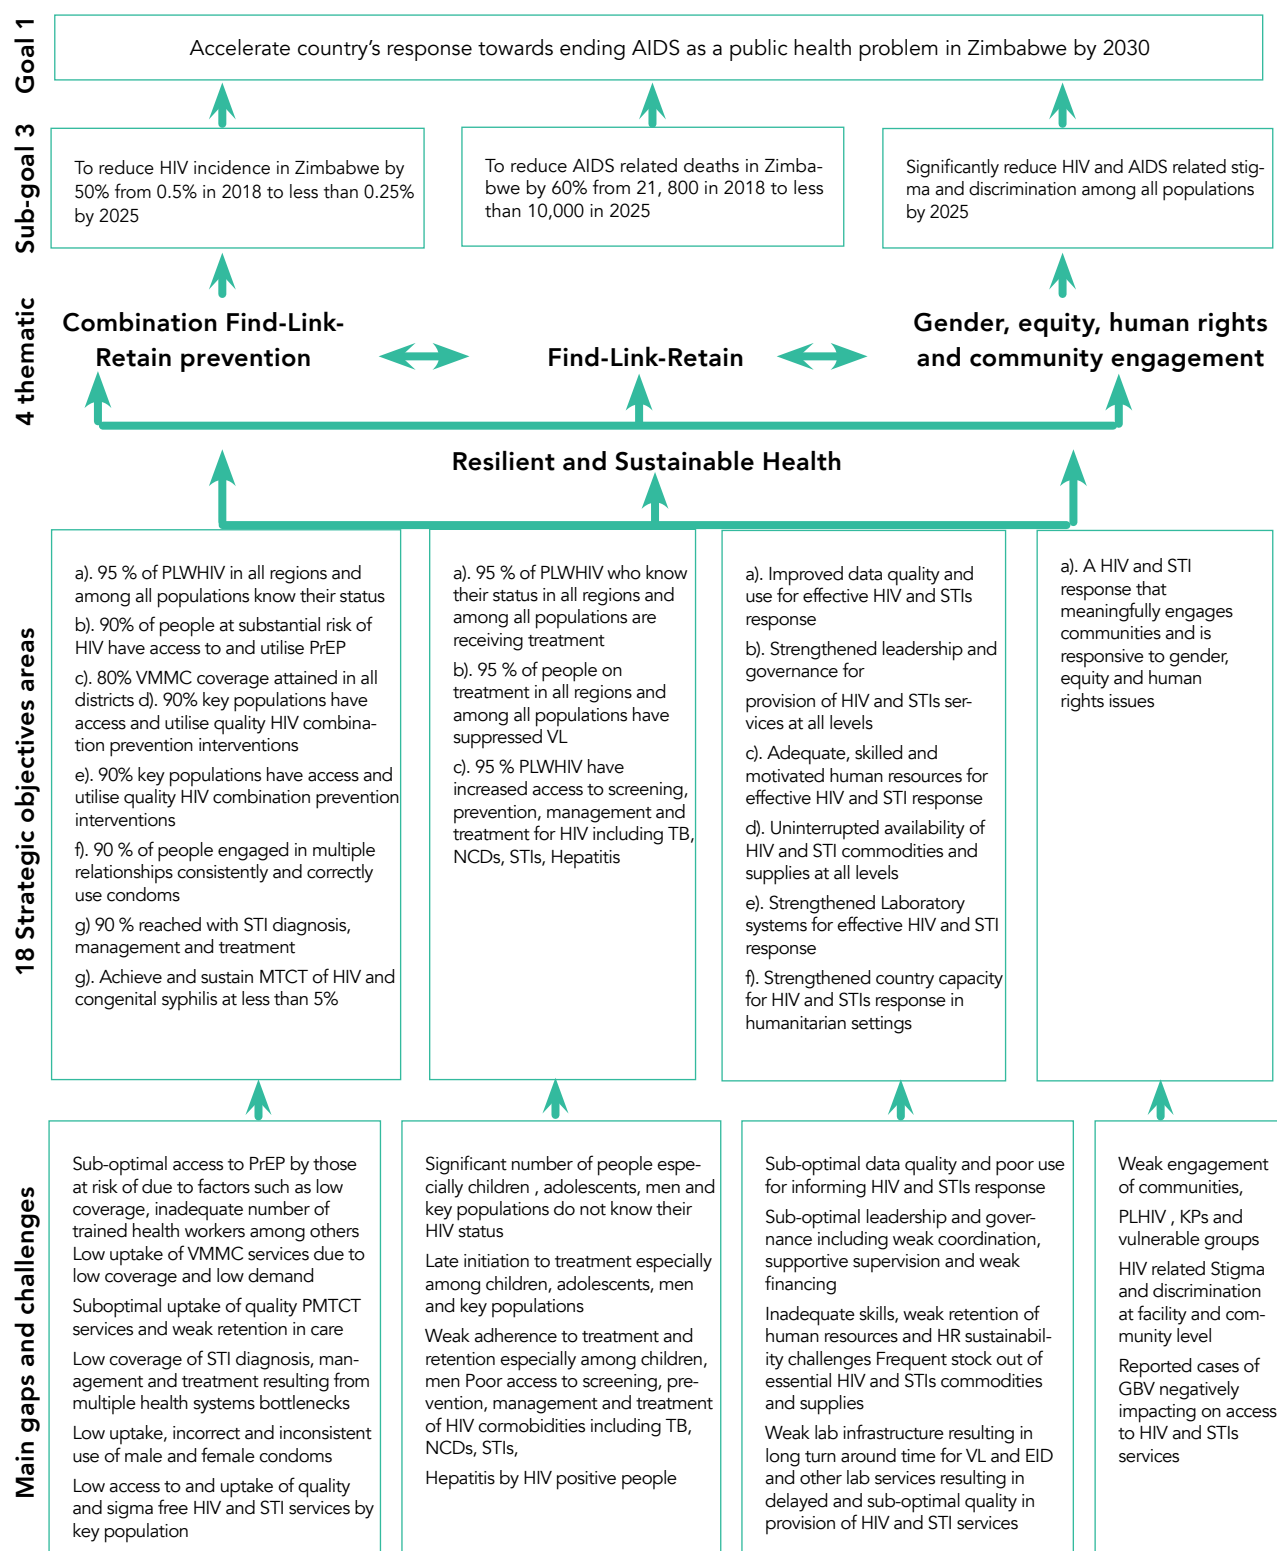 Goal 1
Accelerate country's response towards ending AIDS as a public health problem in Zimbabwe by 2030
Sub-goal 3
To reduce HIV incidence in Zimbabwe by
50% from 0.5% in 2018 to less than 0.25%
by 2025
To reduce AIDS related deaths in Zimba-
bwe by 60% from 21, 800 in 2018 to less
than 10,000 in 2025
Significantly reduce HIV and AIDS related stig-
ma and discrimination among all populations
by 2025
4 thematic
Combination Find-Link-
Retain prevention
Find-Link-Retain
Gender, equity, human rights
and community engagement
Resilient and Sustainable Health
18 Strategic objectives areas
a). 95 % of PLWHIV in all regions and
among all populations know their status
b). 90% of people at substantial risk of
HIV have access to and utilise PrEP
c). 80% VMMC coverage attained in all
districts d). 90% key populations have
access and utilise quality HIV combina-
tion prevention interventions
e). 90% key populations have access and
utilise quality HIV combination prevention
interventions
f). 90 % of people engaged in multiple
relationships consistently and correctly
use condoms
g) 90 % reached with STI diagnosis,
management and treatment
g). Achieve and sustain MTCT of HIV and
congenital syphilis at less than 5%
a). 95 % of PLWHIV who know
their status in all regions and
among all populations are
receiving treatment
b). 95 % of people on
treatment in all regions and
among all populations have
suppressed VL
c). 95 % PLWHIV have
increased access to screening,
prevention, management and
treatment for HIV including TB,
NCDs, STIs, Hepatitis
a). Improved data quality and
use for effective HIV and STIs
response
b). Strengthened leadership and
governance for
provision of HIV and STIs ser-
vices at all levels
c). Adequate, skilled and
motivated human resources for
effective HIV and STI response
d). Uninterrupted availability of
HIV and STI commodities and
supplies at all levels
e). Strengthened Laboratory
systems for effective HIV and STI
response
f). Strengthened country capacity
for HIV and STIs response in
humanitarian settings
a). A HIV and STI
response that
meaningfully engages
communities and is
responsive to gender,
equity and human
rights issues
Main gaps and challenges
Sub-optimal access to PrEP by those
at risk of due to factors such as low
coverage, inadequate number of
trained health workers among others
Low uptake of VMMC services due to
low coverage and low demand
Suboptimal uptake of quality PMTCT
services and weak retention in care
Low coverage of STI diagnosis, man-
agement and treatment resulting from
multiple health systems bottlenecks
Low uptake, incorrect and inconsistent
use of male and female condoms
Low access to and uptake of quality
and sigma free HIV and STI services by
key population
Significant number of people espe-
cially children , adolescents, men and
key populations do not know their
HIV status
Late initiation to treatment especially
among children, adolescents, men
and key populations
Weak adherence to treatment and
retention especially among children,
men Poor access to screening, pre-
vention, management and treatment
of HIV cormobidities including TB,
NCDs, STIs,
Hepatitis by HIV positive people
Sub-optimal data quality and poor use
for informing HIV and STIs response
Sub-optimal leadership and gover-
nance including weak coordination,
supportive supervision and weak
financing
Inadequate skills, weak retention of
human resources and HR sustainabil-
ity challenges Frequent stock out of
essential HIV and STIs commodities
and supplies
Weak lab infrastructure resulting in
long turn around time for VL and EID
and other lab services resulting in
delayed and sub-optimal quality in
provision of HIV and STI services
Weak engagement
of communities,
PLHIV , KPs and
vulnerable groups
HIV related Stigma
and discrimination
at facility and com-
munity level
Reported cases of
GBV negatively
impacting on access
to HIV and STIs
services